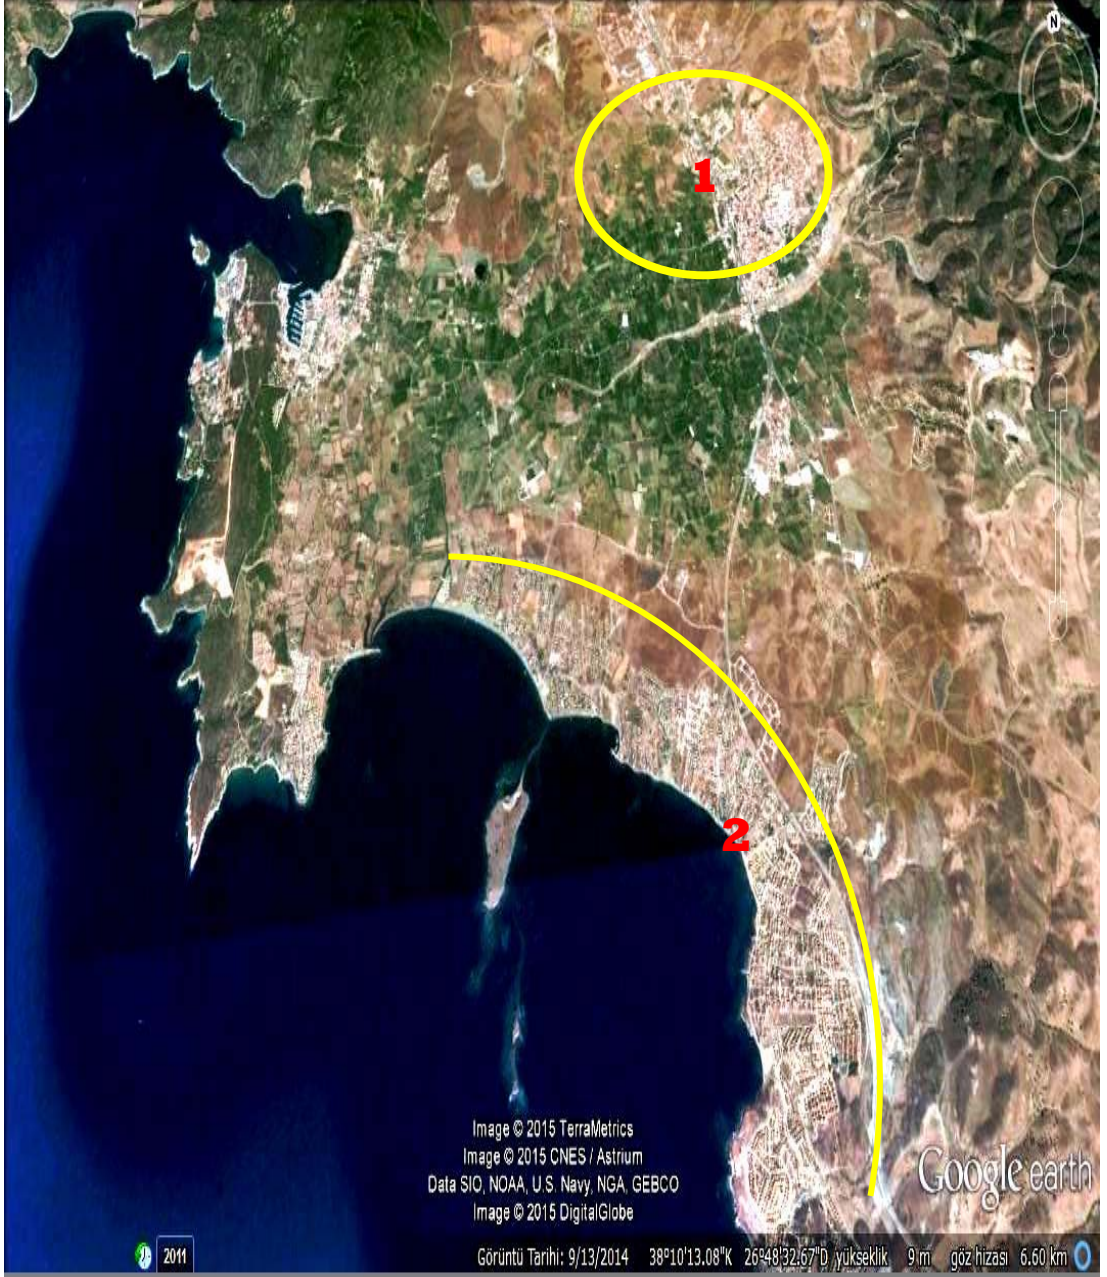 N
1
2
Image © 2015 TerraMetrics
Image © 2015 CNES / Astrium
Data SIO, NOAA, U.S. Navy, NGA, GEBCO
Image © 2015 DigitalGlobe
Google earth
2011
Görüntü Tarihi: 9/13/2014 38°10'13.08"K 26°48'32.67"D yükseklik 9 m göz hizası 6.60 km